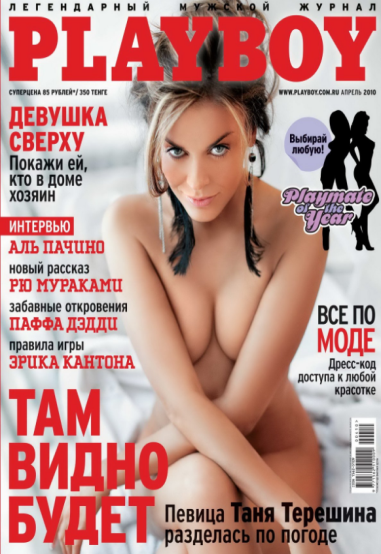 ЛЕГЕНДАРНЫЙ МУЖСКОЙ ЖУРНАЛ
PLAYBOY
СУПЕРЦЕНА 85 РУБЛЕЙ*/ 350 ТЕНГЕ
WWW.PLAYBOY.COM.RU АПРЕЛЬ 2010
ДЕВУШКА
СВЕРХУ
Покажи ей,
кто в доме
хозяин
Выбирай
любую!
Playmate
of the
Year
ИНТЕРВЬЮ
АЛЬ ПАЧИНО
новый рассказ
РЮ МУРАКАМИ
забавные откровения
ПАФФА ДЭДДИ
правила игры
ЭРИКА КАНТОНА
ВСЕ ПО
МОДЕ
Дресс-код
доступа к любой
красотке
ТАМ
ВИДНО
БУДЕТ
Певица Таня Терешина
разделась по погоде